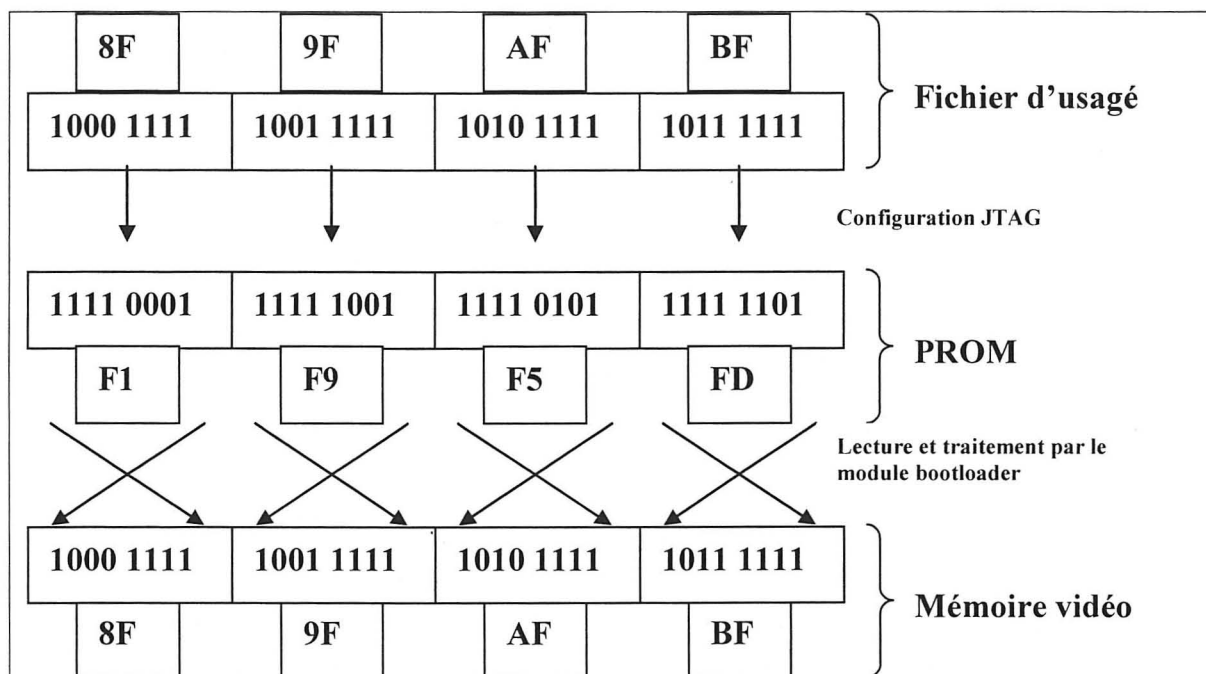 8F 9F AF BF
1000 1111 1001 1111 1010 1111 1011 1111
Fichier d'usagé
Configuration JTAG
1111 0001 1111 1001 1111 0101 1111 1101
F1 F9 F5 FD
PROM
Lecture et traitement par le
module bootloader
1000 1111 1001 1111 1010 1111 1011 1111
8F 9F AF BF
Mémoire vidéo